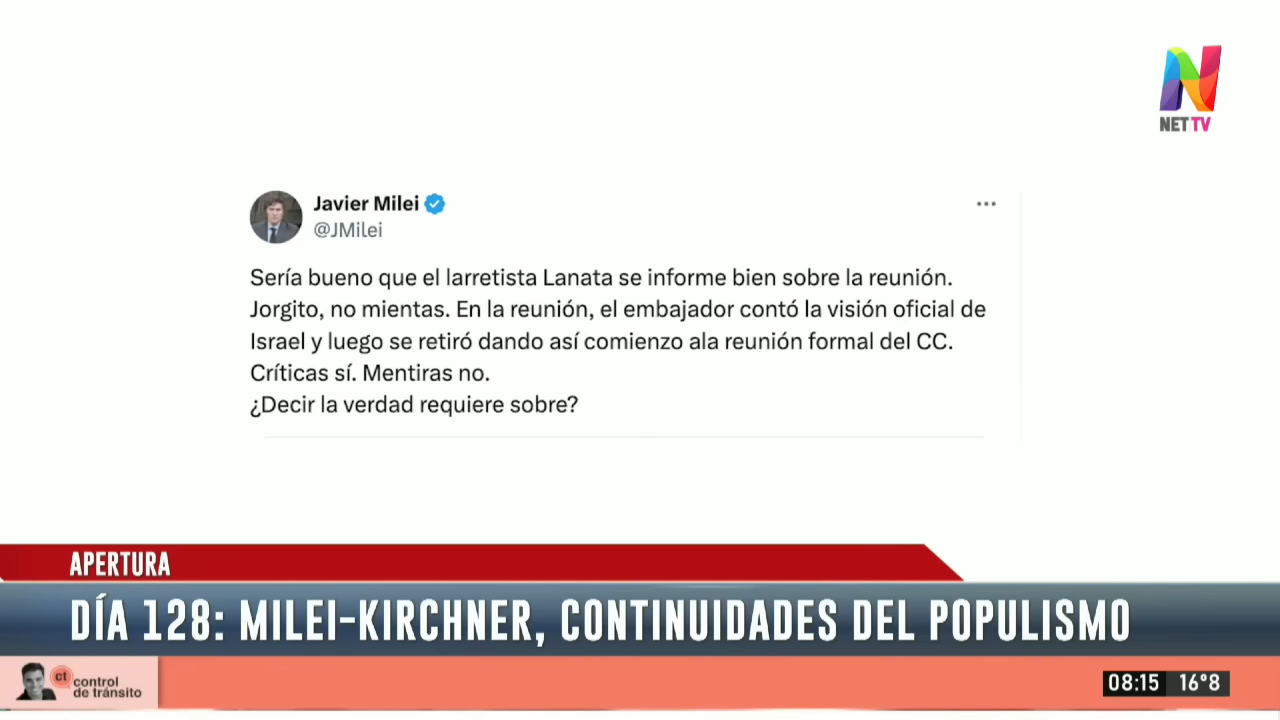 NET TV
Javier Milei
@JMilei
Sería bueno que el larretista Lanata se informe bien sobre la reunión.
Jorgito, no mientas. En la reunión, el embajador contó la visión oficial de
Israel y luego se retiró dando así comienzo ala reunión formal del CC.
Críticas sí. Mentiras no.
¿Decir la verdad requiere sobre?
APERTURA
DÍA 128: MILEI-KIRCHNER, CONTINUIDADES DEL POPULISMO
ct control
de tránsito
08:15 16°8